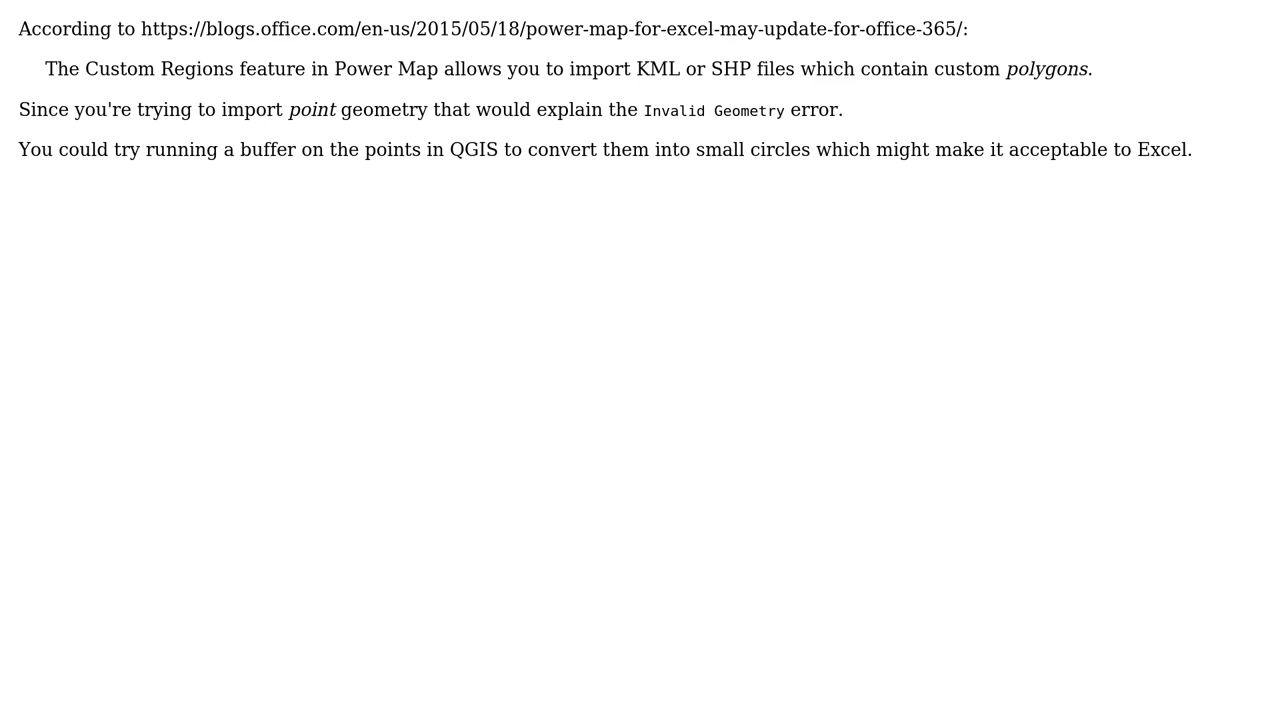 According to https://blogs.office.com/en-us/2015/05/18/power-map-for-excel-may-update-for-office-365/:
The Custom Regions feature in Power Map allows you to import KML or SHP files which contain custom polygons.
Since you're trying to import point geometry that would explain the Invalid Geometry error.
You could try running a buffer on the points in QGIS to convert them into small circles which might make it acceptable to Excel.